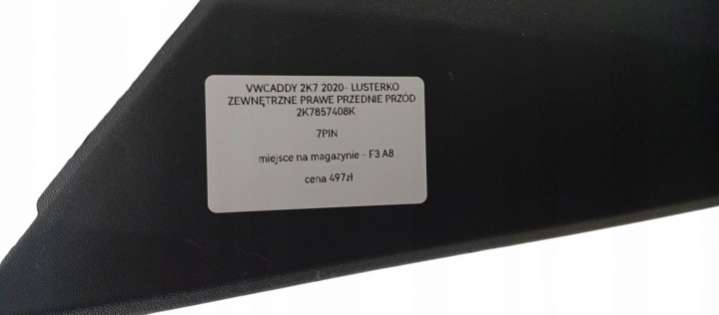 VWCADDY 2K7 2020- LUSTERKO
ZEWNĘTRZNE PRAWE PRZEDNIE PRZÓD
2K7857408K
7PIN
miejsce na magazynie - F3 A8
cena 497zł